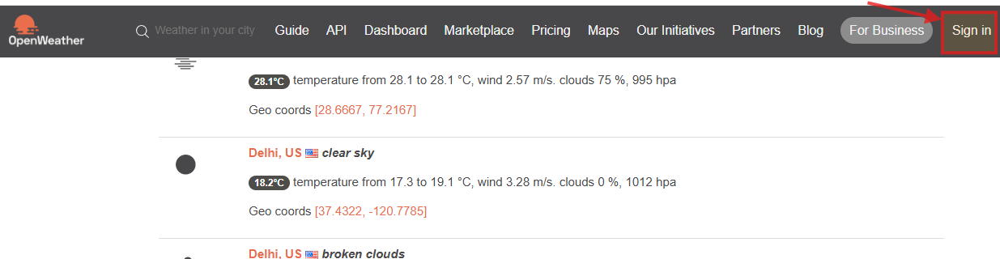 OpenWeather
Weather in your city Guide API Dashboard Marketplace Pricing Maps Our Initiatives Partners Blog For Business Sign in
28.1°C temperature from 28.1 to 28.1 °C, wind 2.57 m/s. clouds 75 %, 995 hpa
Geo coords [28.6667, 77.2167]
Delhi, US clear sky
18.2°C temperature from 17.3 to 19.1 °C, wind 3.28 m/s. clouds 0 %, 1012 hpa
Geo coords [37.4322, -120.7785]
Delhi, US broken clouds